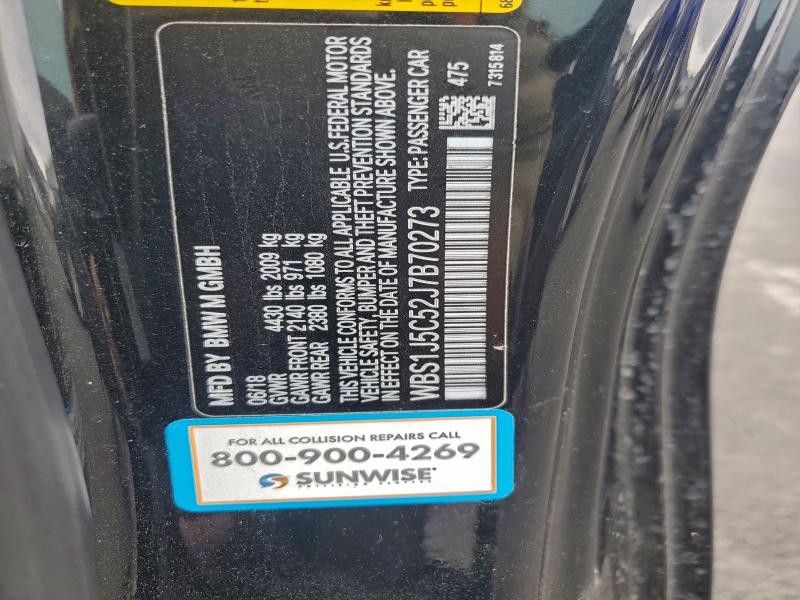 MFD BY BMW M GMBH
06/18
GVWR 4430 lbs 2009 kg
GAWR FRONT 2140 lbs 971 kg
GAWR REAR 2380 lbs 1080 kg
THIS VEHICLE CONFORMS TO ALL APPLICABLE U.S. FEDERAL MOTOR
VEHICLE SAFETY, BUMPER AND THEFT PREVENTION STANDARDS
IN EFFECT ON THE DATE OF MANUFACTURE SHOWN ABOVE.
WBS1J5C52J7B70273 TYPE: PASSENGER CAR
475
7315814
FOR ALL COLLISION REPAIRS CALL
800-900-4269
SUNWISE